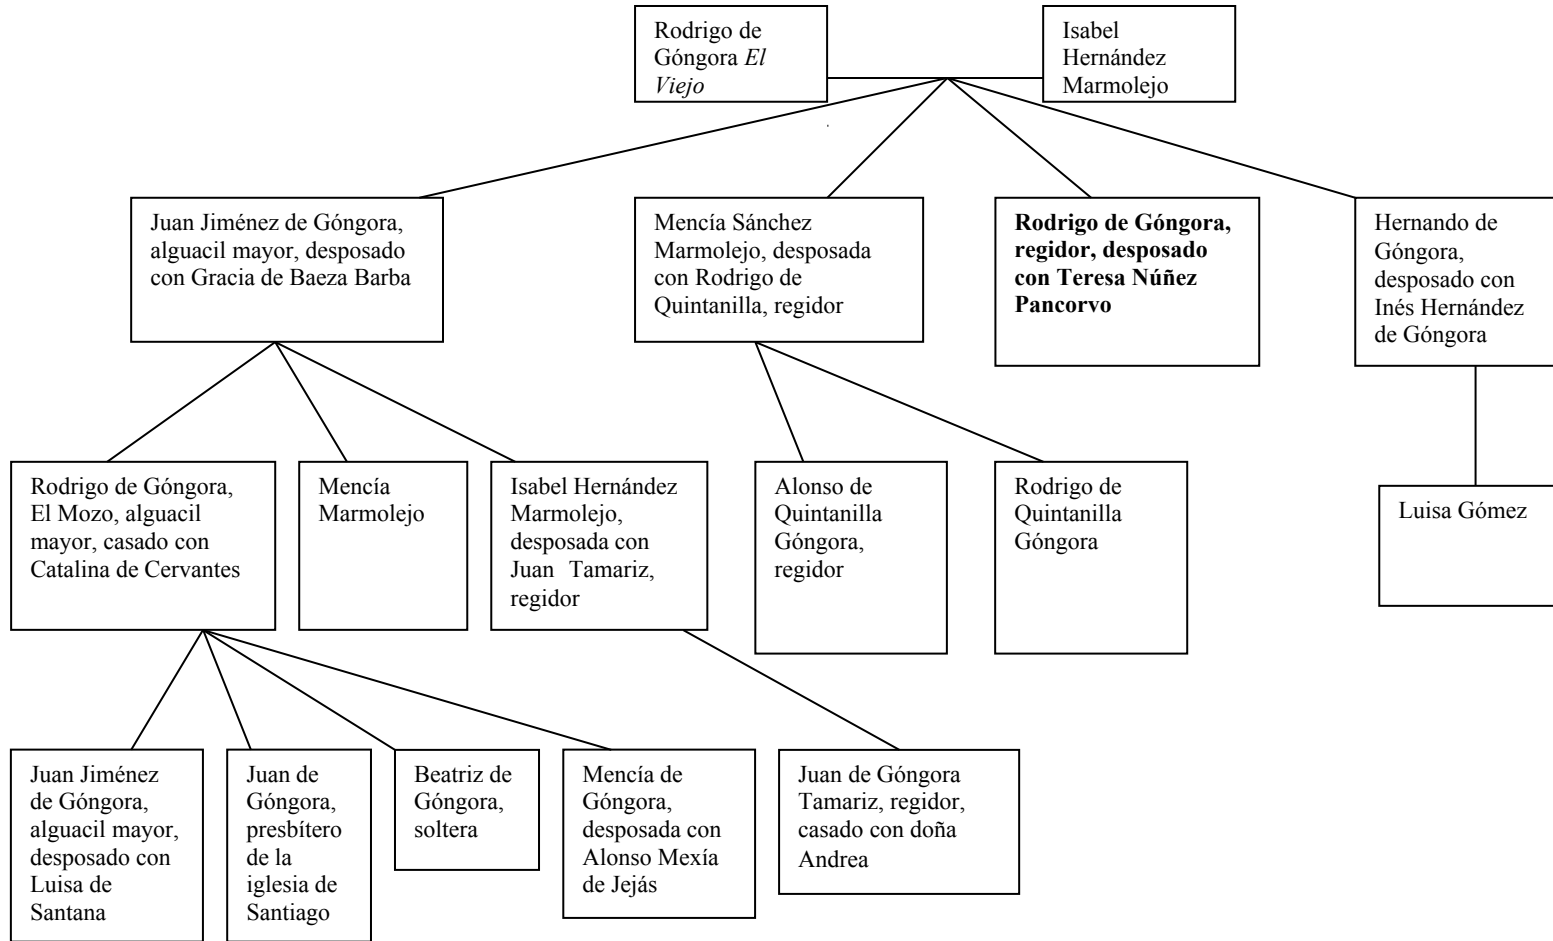 Rodrigo de
Góngora El
Viejo
Isabel
Hernández
Marmolejo
Juan Jiménez de Góngora,
alguacil mayor, desposado
con Gracia de Baeza Barba
Mencía Sánchez
Marmolejo, desposada
con Rodrigo de
Quintanilla, regidor
Rodrigo de Góngora,
regidor, desposado
con Teresa Núñez
Pancorvo
Hernando de
Góngora,
desposado con
Inés Hernández
de Góngora
Rodrigo de Góngora,
El Mozo, alguacil
mayor, casado con
Catalina de Cervantes
Mencía
Marmolejo
Isabel Hernández
Marmolejo,
desposada con
Juan Tamariz,
regidor
Alonso de
Quintanilla
Góngora,
regidor
Rodrigo de
Quintanilla
Góngora
Luisa Gómez
Juan Jiménez
de Góngora,
alguacil mayor,
desposado con
Luisa de
Santana
Juan de
Góngora,
presbítero
de la
iglesia de
Santiago
Beatriz de
Góngora,
soltera
Mencía de
Góngora,
desposada con
Alonso Mexía
de Jejás
Juan de Góngora
Tamariz, regidor,
casado con doña
Andrea